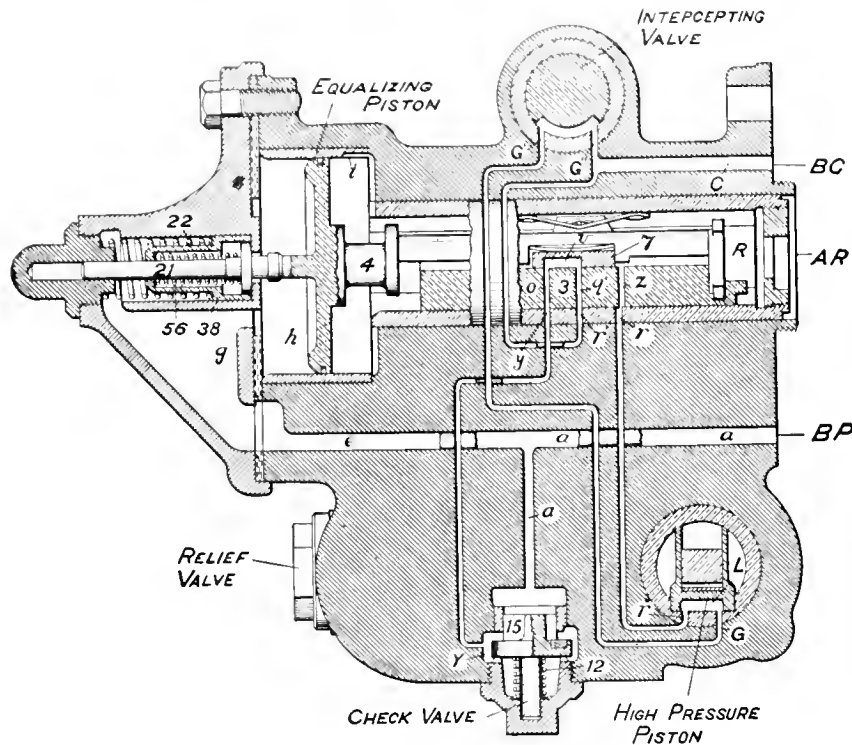 INTEPCEPTING
VALVE
EQUALIZING
PISTON
G
G
BC
C
l
22
21
4
i
7
R
AR
o
3
q
z
56
38
g
h
y
r
r
e
a
a
BP
a
RELIEF
VALVE
L
15
r
G
Y
12
CHECK VALVE
HIGH PRESSURE
PISTON